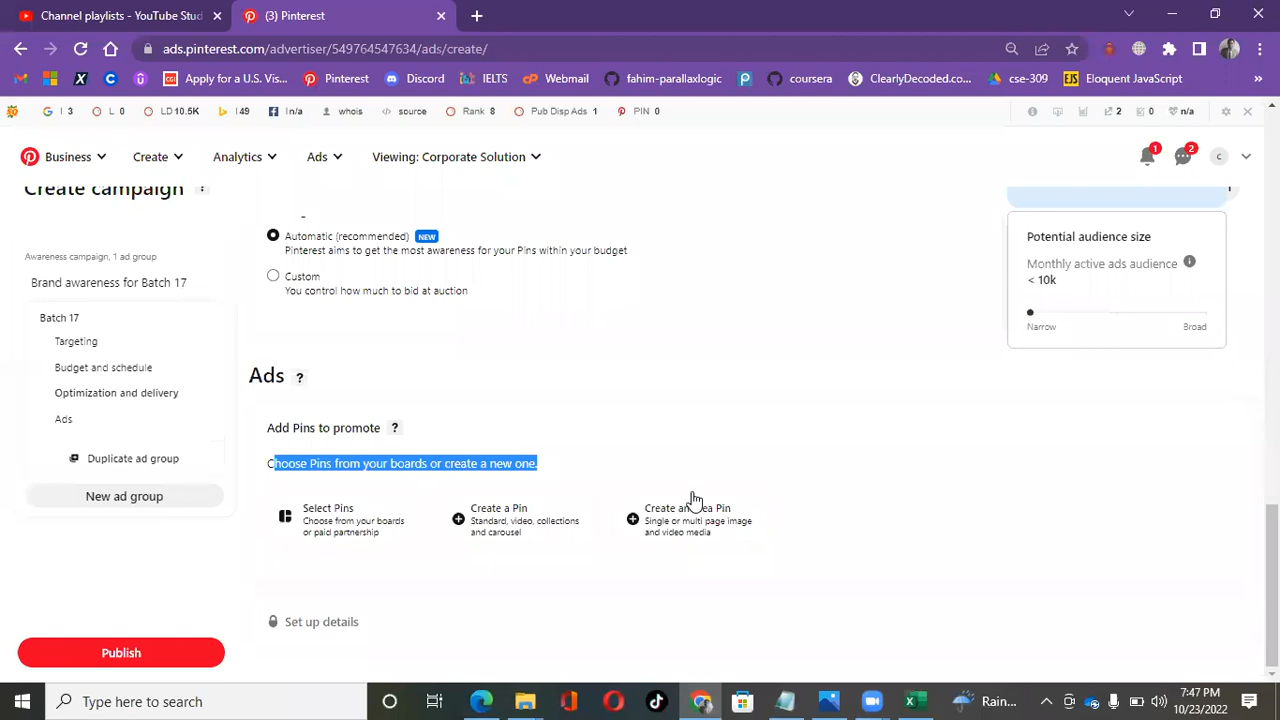 Channel playlists - YouTube Stud
(3) Pinterest
ads.pinterest.com/advertiser/549764547634/ads/create/
Apply for a U.S. Vis...
Pinterest
Discord
IELTS
Webmail
fahim-parallaxlogic
coursera
ClearlyDecoded.co...
cse-309
EJS
Eloquent JavaScript
G I 3
L 0
LD 10.5K
I 49
I n/a
whois
source
Rank 8
Pub Disp Ads 1
PIN 0
2
0
n/a
Business
Create
Analytics
Ads
Viewing: Corporate Solution
1
2
C
Create campaign
Awareness campaign, 1 ad group
Brand awareness for Batch 17
Batch 17
Targeting
Budget and schedule
Optimization and delivery
Ads
Duplicate ad group
New ad group
Publish
Automatic (recommended) NEW
Pinterest aims to get the most awareness for your Pins within your budget
Custom
You control how much to bid at auction
Potential audience size
Monthly active ads audience
< 10k
Narrow
Broad
Ads ?
Add Pins to promote ?
Choose Pins from your boards or create a new one.
Select Pins
Choose from your boards
or paid partnership
Create a Pin
Standard, video, collections
and carousel
Create an Idea Pin
Single or multi page image
and video media
Set up details
Type here to search
Rain...
7:47 PM
10/23/2022